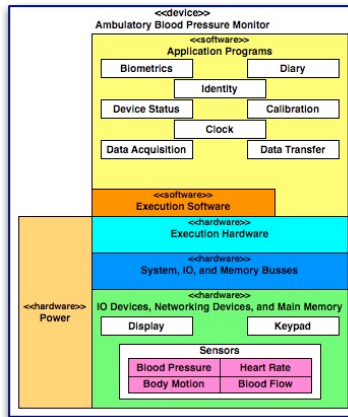 <<device>>
Ambulatory Blood Pressure Monitor
<<software>>
Application Programs
Biometrics
Diary
Identity
Device Status
Calibration
Clock
Data Acquisition
Data Transfer
<<software>>
Execution Software
<<hardware>>
Execution Hardware
<<hardware>>
System, IO, and Memory Busses
<<hardware>>
Power
<<hardware>>
IO Devices, Networking Devices, and Main Memory
Display
Keypad
Sensors
Blood Pressure
Heart Rate
Body Motion
Blood Flow